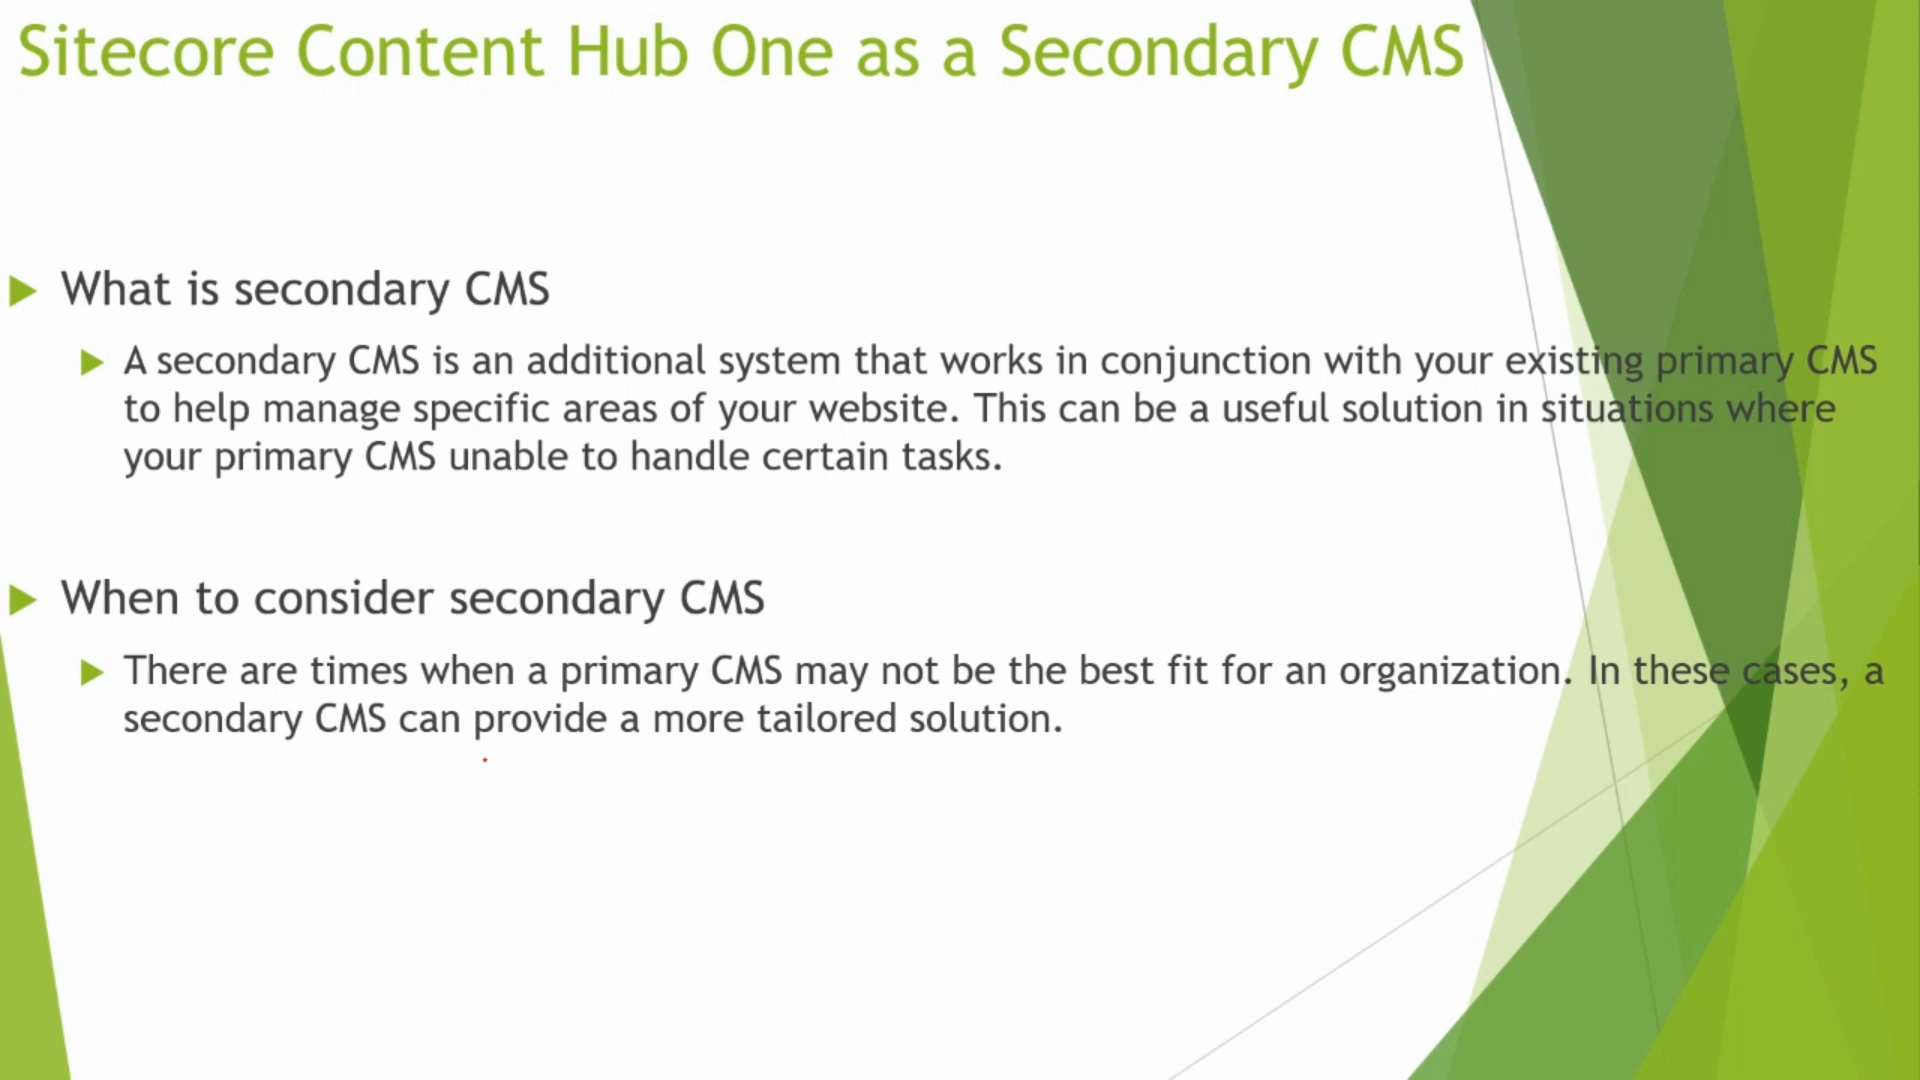 Sitecore Content Hub One as a Secondary CMS
What is secondary CMS
A secondary CMS is an additional system that works in conjunction with your existing primary CMS
to help manage specific areas of your website. This can be a useful solution in situations where
your primary CMS unable to handle certain tasks.
When to consider secondary CMS
There are times when a primary CMS may not be the best fit for an organization. In these cases, a
secondary CMS can provide a more tailored solution.